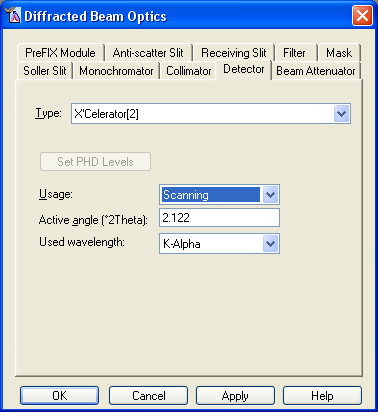 Diffracted Beam Optics
PreFIX Module Anti-scatter Slit Receiving Slit Filter Mask
Soller Slit Monochromator Collimator Detector Beam Attenuator
Type: X'Celerator[2]
Set PHD Levels
Usage: Scanning
Active angle (°2Theta): 2.122
Used wavelength: K-Alpha
OK Cancel Apply Help